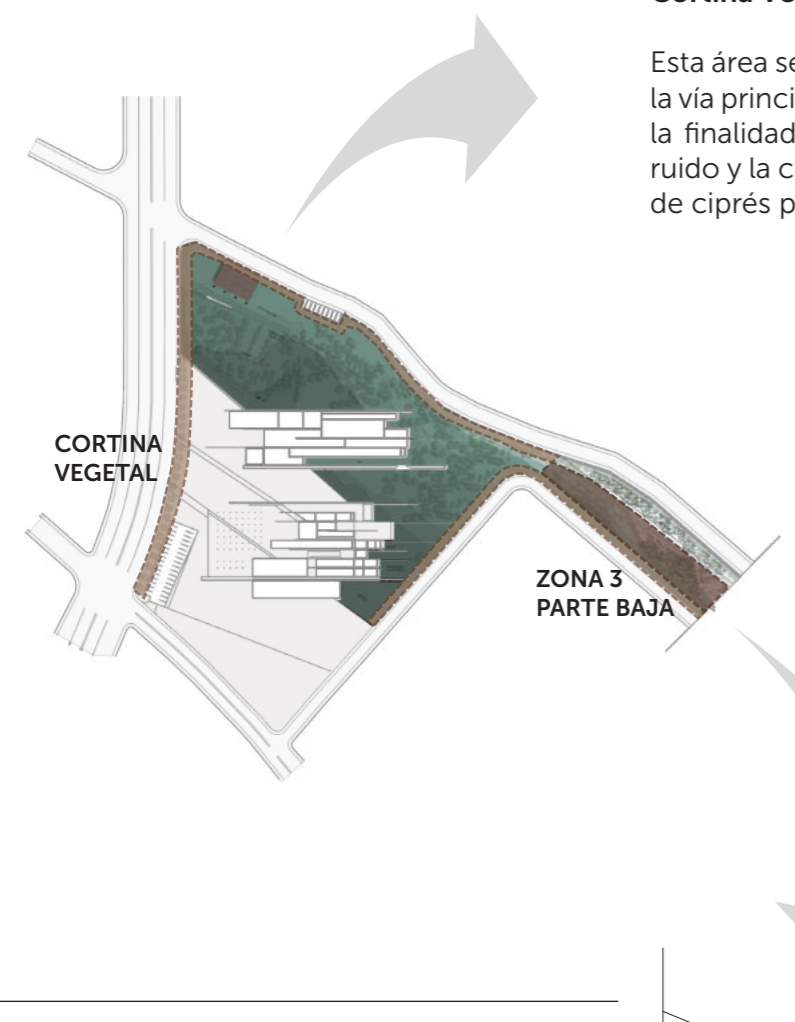 Esta área se
la vía princi
la finalidad
ruido y la c
de ciprés p
CORTINA
VEGETAL
ZONA 3
PARTE BAJA